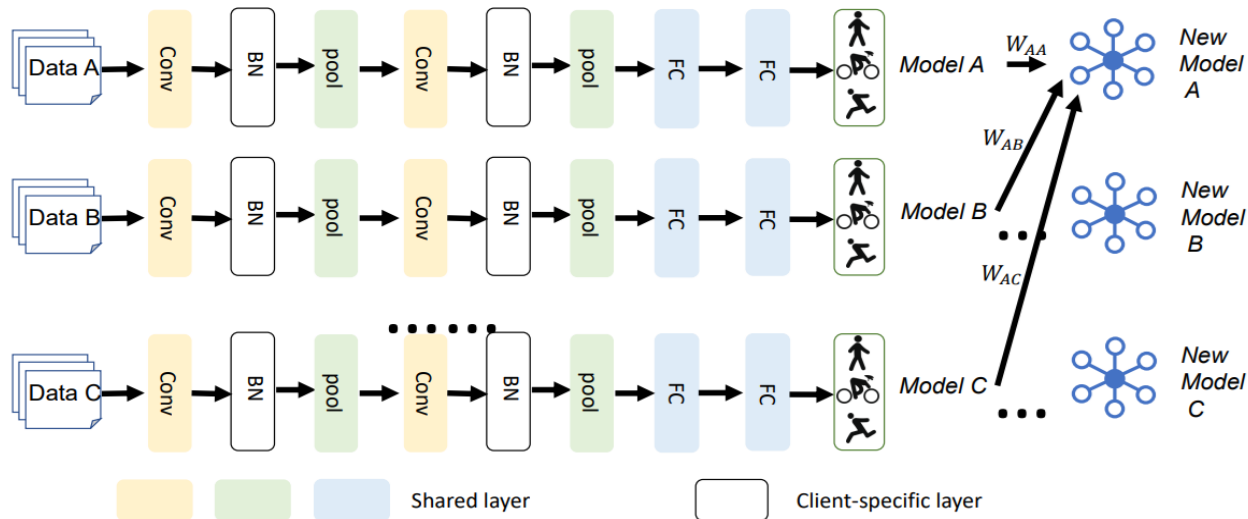 Data A Conv BN pool Conv BN pool FC FC Model A W_AA New Model A
W_AB
Data B Conv BN pool Conv BN pool FC FC Model B New Model B
W_AC
Data C Conv BN pool Conv BN pool FC FC Model C New Model C
Shared layer Client-specific layer